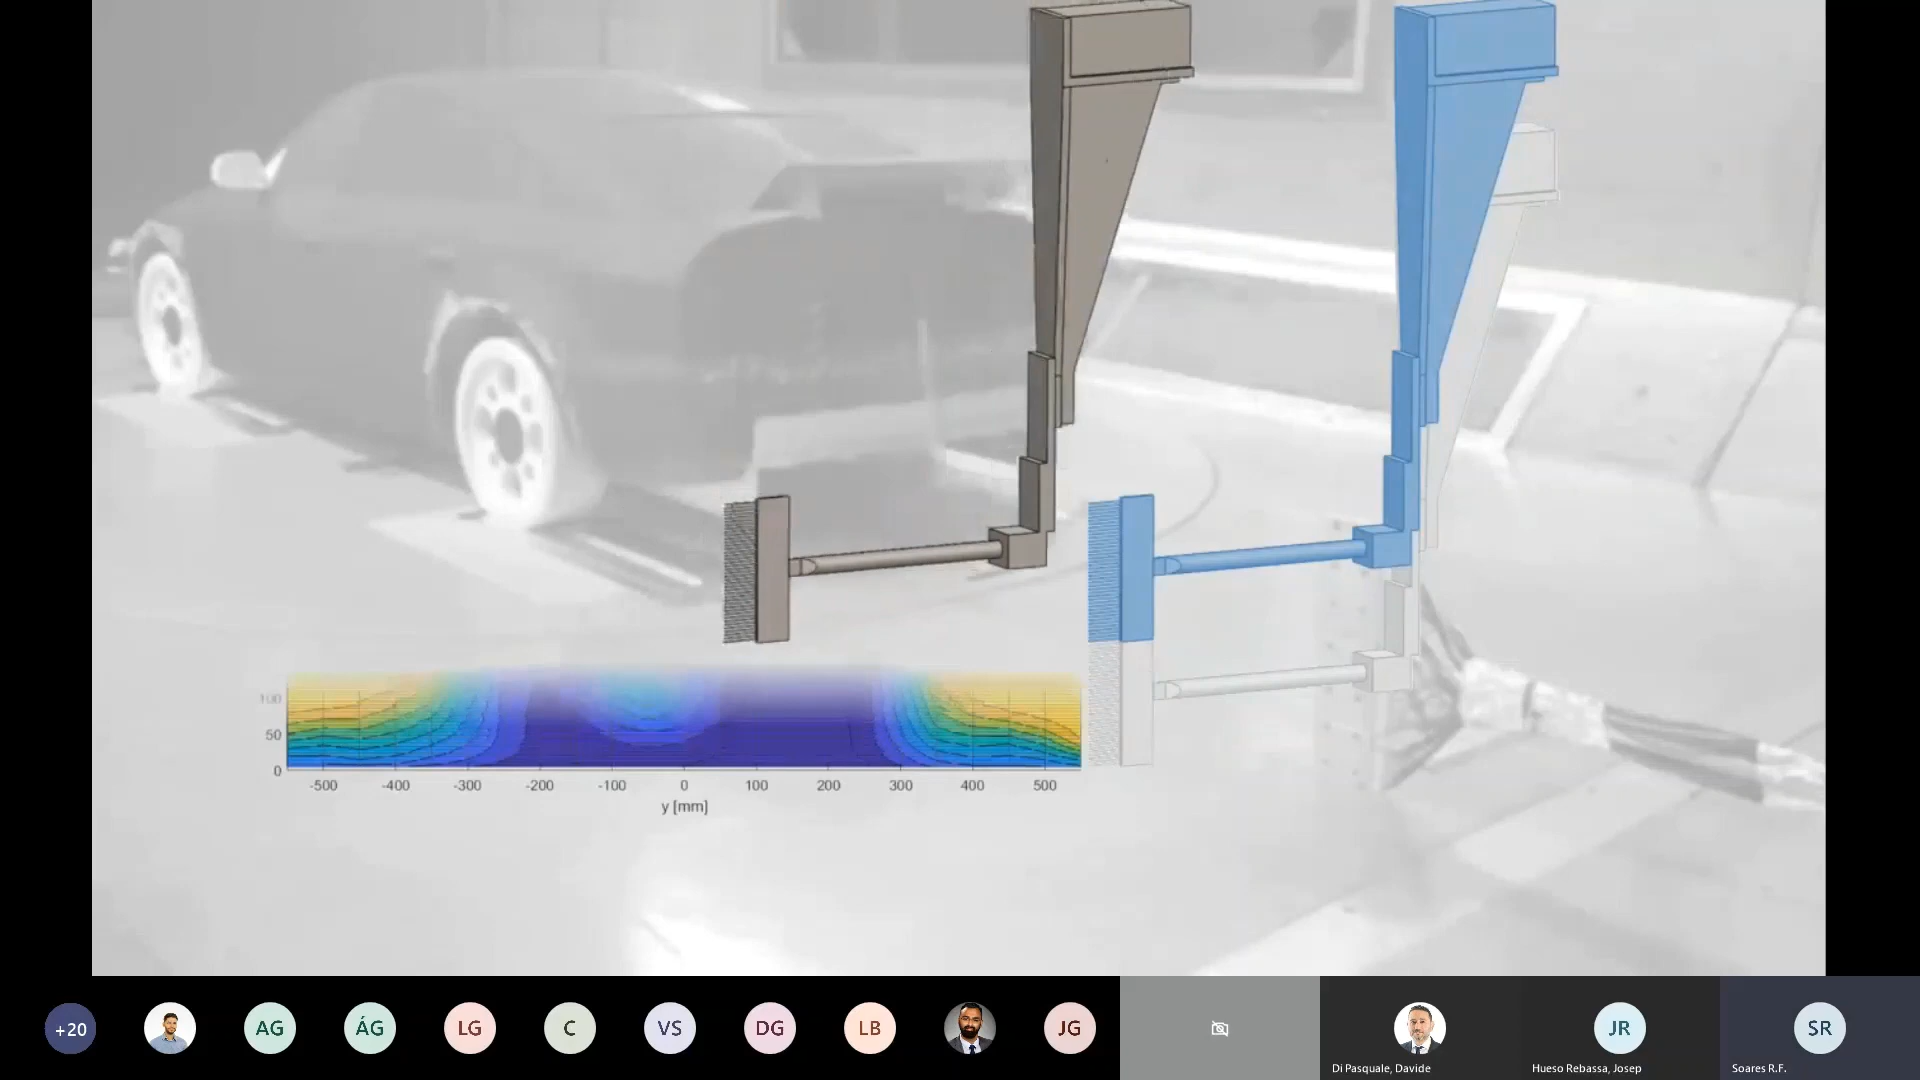 100
50
0
-500 -400 -300 -200 -100 0 100 200 300 400 500
y [mm]
+20 AG ÁG LG C VS DG LB JG JR SR
Di Pasquale, Davide Hueso Rebassa, Josep Soares R.F.